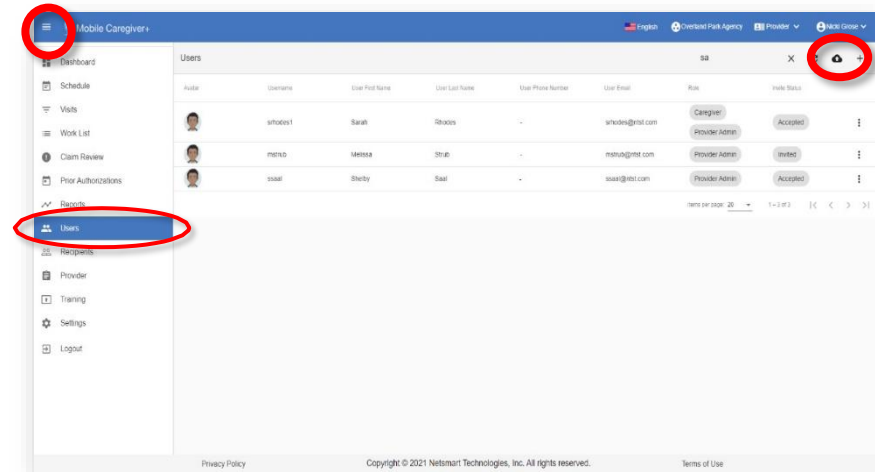 Mobile Caregiver+ English Overland Park Agency Provider Nicki Grose
Dashboard
Schedule
Visits
Work List
Claim Review
Prior Authorizations
Reports
Users
Recipients
Provider
Training
Settings
Logout
Users sa X +
Avatar Username User First Name User Last Name User Phone Number User Email Role Invite Status
srhodes1 Sarah Rhodes - srhodes@ntst.com Caregiver Provider Admin Accepted
mstrub Melissa Strub - mstrub@ntst.com Provider Admin Invited
ssaal Shelby Saal - ssaal@ntst.com Provider Admin Accepted
Items per page: 20 1 – 3 of 3
Privacy Policy Copyright © 2021 Netsmart Technologies, Inc. All rights reserved. Terms of Use